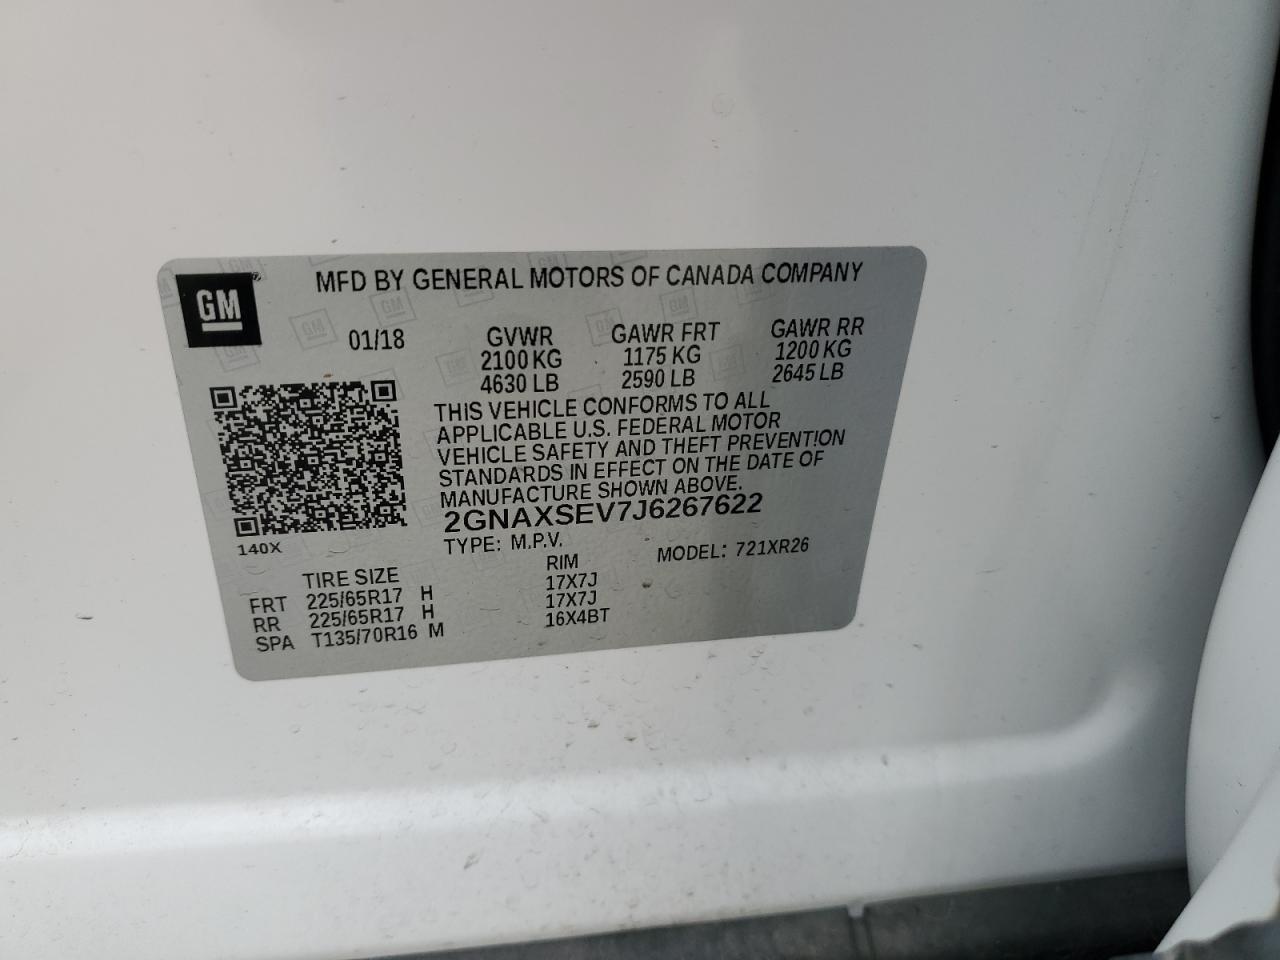 GM
MFD BY GENERAL MOTORS OF CANADA COMPANY
01/18 GVWR GAWR FRT GAWR RR
2100 KG 1175 KG 1200 KG
4630 LB 2590 LB 2645 LB
THIS VEHICLE CONFORMS TO ALL
APPLICABLE U.S. FEDERAL MOTOR
VEHICLE SAFETY AND THEFT PREVENTION
STANDARDS IN EFFECT ON THE DATE OF
MANUFACTURE SHOWN ABOVE.
2GNAXSEV7J6267622
140X TYPE: M.P.V. MODEL: 721XR26
TIRE SIZE RIM
FRT 225/65R17 H 17X7J
RR 225/65R17 H 17X7J
SPA T135/70R16 M 16X4BT